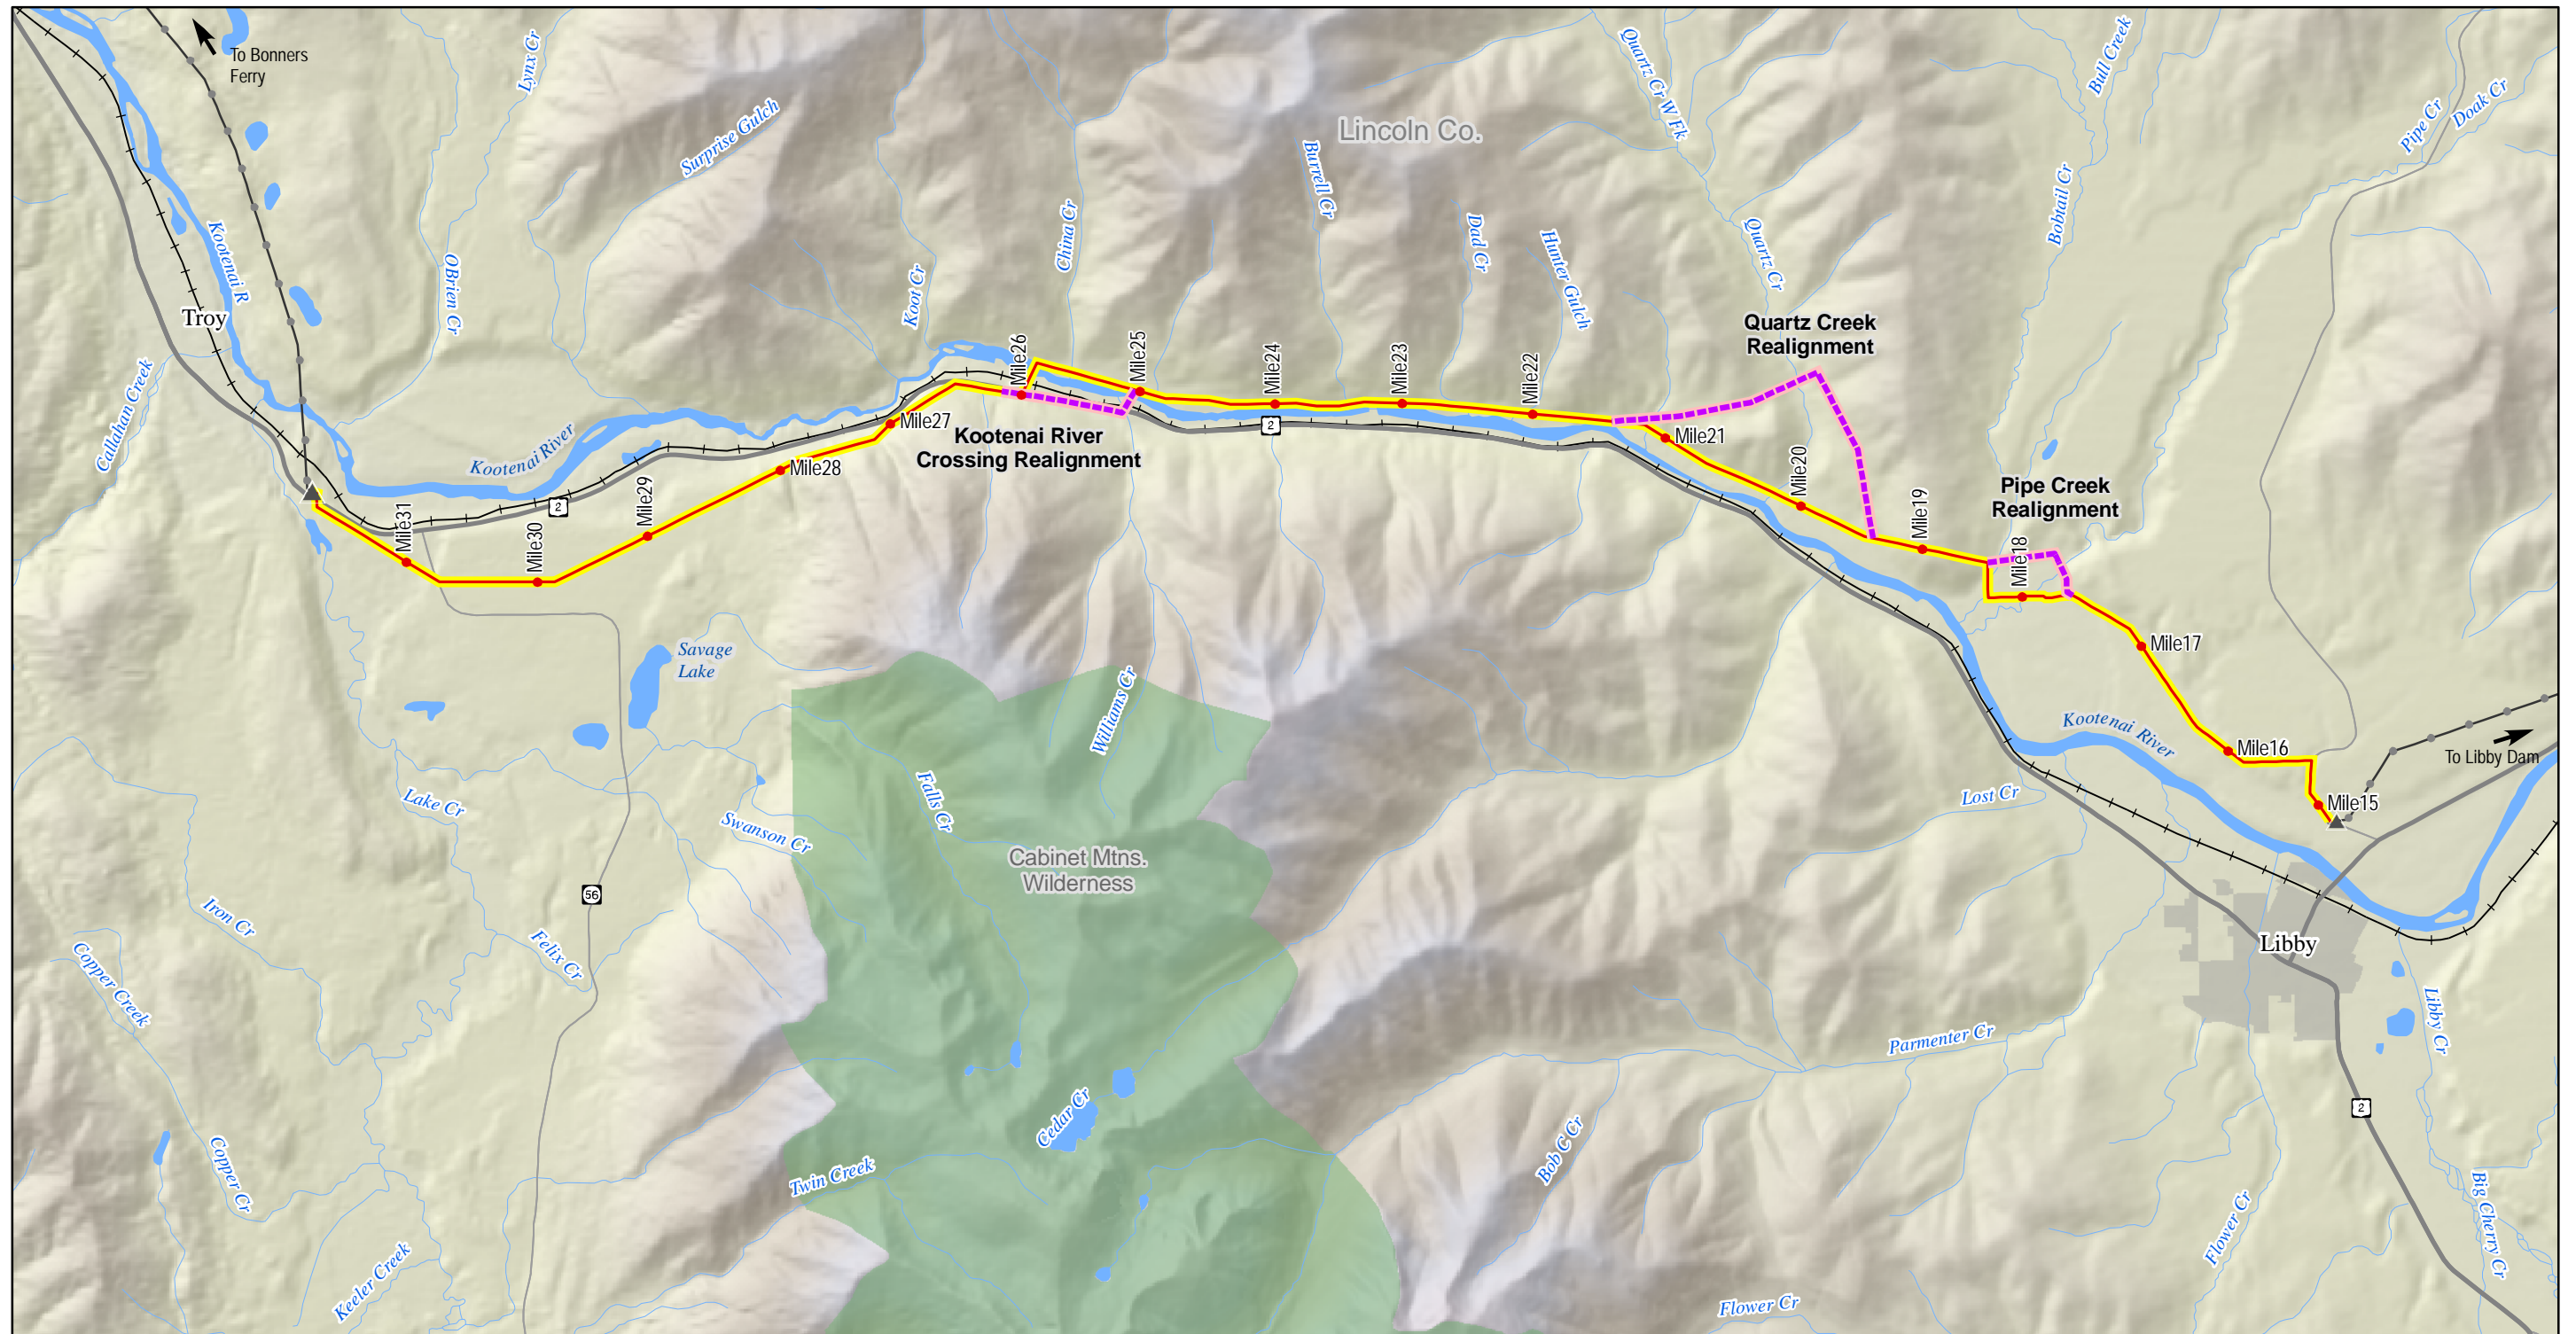 To Bonners
Ferry
Lynx Cr
Surprise Gulch
Lincoln Co.
Quartz Cr W Fk
Bull Creek
Pipe Cr
Doak Cr
Kootenai R
OBrien Cr
Koot Cr
China Cr
Burrell Cr
Dad Cr
Hunter Gulch
Quartz Cr
Bobtail Cr
Troy
Callahan Creek
Quartz Creek
Realignment
Mile26
Mile25
Mile24
Mile23
Mile22
Mile21
Mile27
Kootenai River
Crossing Realignment
2
Kootenai River
Mile28
Mile29
2
Mile30
Mile31
Mile20
Mile19
Pipe Creek
Realignment
Mile18
Mile17
Savage
Lake
Williams Cr
Kootenai River
Mile16
To Libby Dam
Mile15
Lost Cr
Lake Cr
Swanson Cr
Falls Cr
Cabinet Mtns.
Wilderness
56
Iron Cr
Felix Cr
Copper Creek
Libby
Libby Cr
Parmenter Cr
Cedar Cr
2
Bob C Cr
Twin Creek
Copper Cr
Keeler Creek
Flower Cr
Big Cherry Cr
Flower Cr